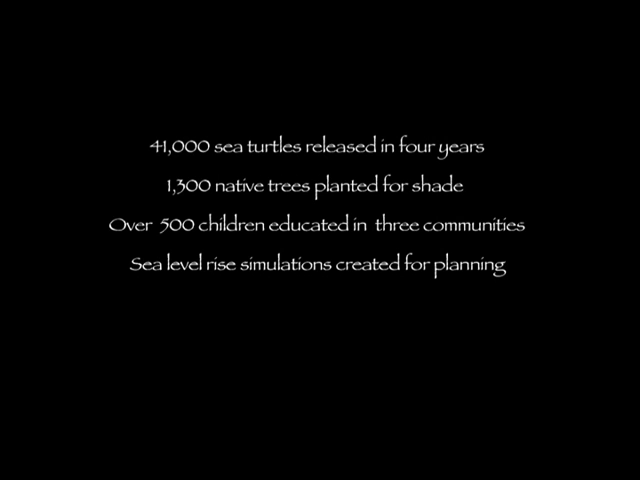 41,000 sea turtles released in four years
1,300 native trees planted for shade
Over 500 children educated in three communities
Sea level rise simulations created for planning